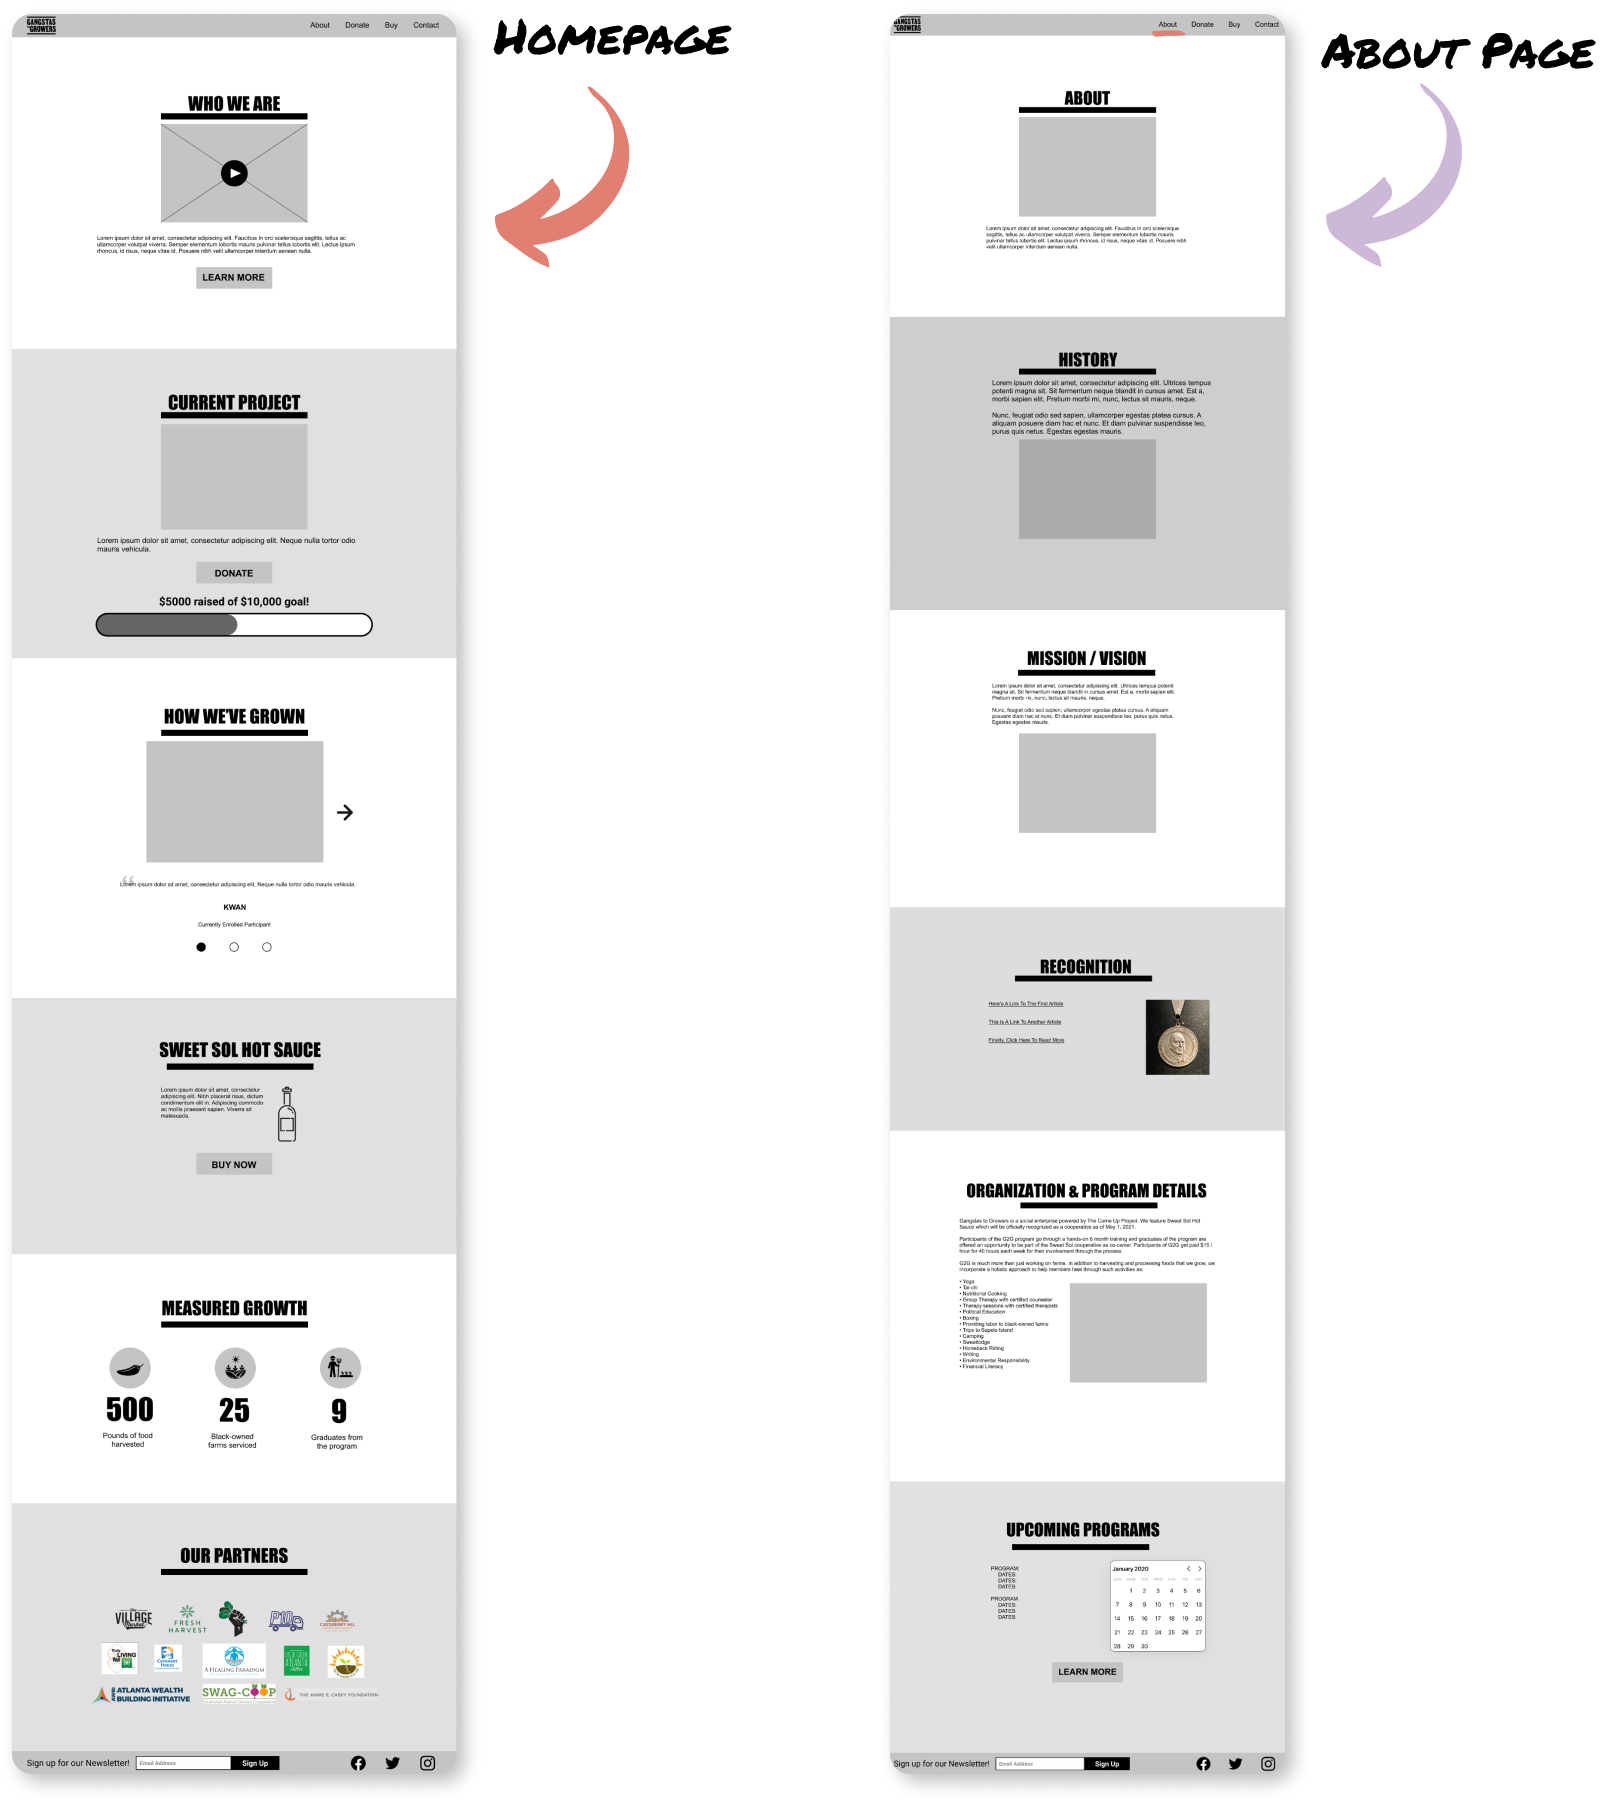 GANGSTAS
TO GROWERS
About
Donate
Buy
Contact
HOMEPAGE
WHO WE ARE
Lorem ipsum dolor sit amet, consectetur adipiscing elit. Faucibus in orci scelerisque sagittis, tellus ac
ullamcorper volutpat viverra. Semper elementum lobortis mauris pulvinar tellus lobortis elit. Lectus ipsum
rhoncus, id risus, neque vitae id. Posuere nibh velit ullamcorper interdum aenean nulla.
LEARN MORE
CURRENT PROJECT
Lorem ipsum dolor sit amet, consectetur adipiscing elit. Neque nulla tortor odio
mauris vehicula.
DONATE
$5000 raised of $10,000 goal!
HOW WE'VE GROWN
“
Lorem ipsum dolor sit amet, consectetur adipiscing elit. Neque nulla tortor odio mauris vehicula.
KWAN
Currently Enrolled Participant
SWEET SOL HOT SAUCE
Lorem ipsum dolor sit amet, consectetur
adipiscing elit. Nibh placerat risus, dictum
condimentum elit in. Adipiscing commodo
ac mollis praesent sapien. Viverra sit
malesuada.
BUY NOW
MEASURED GROWTH
500
Pounds of food
harvested
25
Black-owned
farms serviced
9
Graduates from
the program
OUR PARTNERS
The
VILLAGE
Market
FRESH
HARVEST
P10
CASTLEBERRY HILL
Truly
LIVING
Well
Covenant
House
A HEALING PARADIGM
LOCAL GREEN
ATLANTA
ATLANTA WEALTH
BUILDING INITIATIVE
SWAG-COOP
THE ANNIE E. CASEY FOUNDATION
Sign up for our Newsletter!
Email Address
Sign Up
GANGSTAS
TO GROWERS
About
Donate
Buy
Contact
ABOUT PAGE
ABOUT
Lorem ipsum dolor sit amet, consectetur adipiscing elit. Faucibus in orci scelerisque
sagittis, tellus ac ullamcorper volutpat viverra. Semper elementum lobortis mauris
pulvinar tellus lobortis elit. Lectus ipsum rhoncus, id risus, neque vitae id. Posuere nibh
velit ullamcorper interdum aenean nulla.
HISTORY
Lorem ipsum dolor sit amet, consectetur adipiscing elit. Ultrices tempus
potenti magna sit. Sit fermentum neque blandit in cursus amet. Est a,
morbi sapien elit. Pretium morbi mi, nunc, lectus sit mauris, neque.
Nunc, feugiat odio sed sapien, ullamcorper egestas platea cursus. A
aliquam posuere diam hac et nunc. Et diam pulvinar suspendisse leo,
purus quis netus. Egestas egestas mauris.
MISSION / VISION
Lorem ipsum dolor sit amet, consectetur adipiscing elit. Ultrices tempus potenti
magna sit. Sit fermentum neque blandit in cursus amet. Est a, morbi sapien elit.
Pretium morbi mi, nunc, lectus sit mauris, neque.
Nunc, feugiat odio sed sapien, ullamcorper egestas platea cursus. A aliquam
posuere diam hac et nunc. Et diam pulvinar suspendisse leo, purus quis netus.
Egestas egestas mauris.
RECOGNITION
Here's A Link To The First Article
This Is A Link To Another Article
Finally, Click Here To Read More
ORGANIZATION & PROGRAM DETAILS
Gangstas to Growers is a social enterprise powered by The Come Up Project. We feature Sweet Sol Hot
Sauce which will be officially recognized as a cooperative as of May 1, 2021.
Participants of the G2G program go through a hands-on 6 month training and graduates of the program are
offered an opportunity to be part of the Sweet Sol cooperative as co-owner. Participants of G2G get paid $15 /
hour for 40 hours each week for their involvement through the process.
G2G is much more than just working on farms. In addition to harvesting and processing foods that we grow, we
incorporate a holistic approach to help members heal through such activities as:
• Yoga
• Tai-chi
• Nutritional Cooking
• Group Therapy with certified counselor
• Therapy sessions with certified therapists
• Political Education
• Boxing
• Providing labor to black-owned farms
• Trips to Sapelo Island
• Camping
• Sweatlodge
• Horseback Riding
• Writing
• Environmental Responsibility
• Financial Literacy
UPCOMING PROGRAMS
PROGRAM:
DATES:
DATES:
DATES:
PROGRAM
DATES:
DATES:
DATES:
January 2020
SUN MON TUE WED THU FRI SAT
1 2 3 4 5 6
7 8 9 10 11 12 13
14 15 16 17 18 19 20
21 22 23 24 25 26 27
28 29 30
LEARN MORE
Sign up for our Newsletter!
Email Address
Sign Up